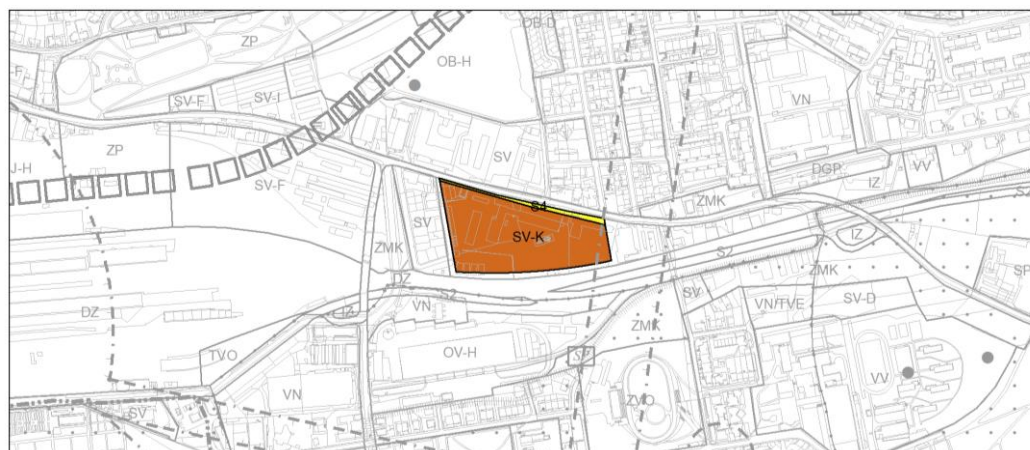 OB-D
ZP
OB-H
-F
SV-F
SV-I
VN
ZP
SV
DGP
VV
J-H
IZ
SV-F
S4
ZMK
SV
SV-K
ZMK
S2
IZ
ZMK
DZ
S2
SV
VN/TVE
SV-D
SP
DZ
IZ
VN
ZMK
TVO
OV-H
SP
VV
VN
ZVO
SV